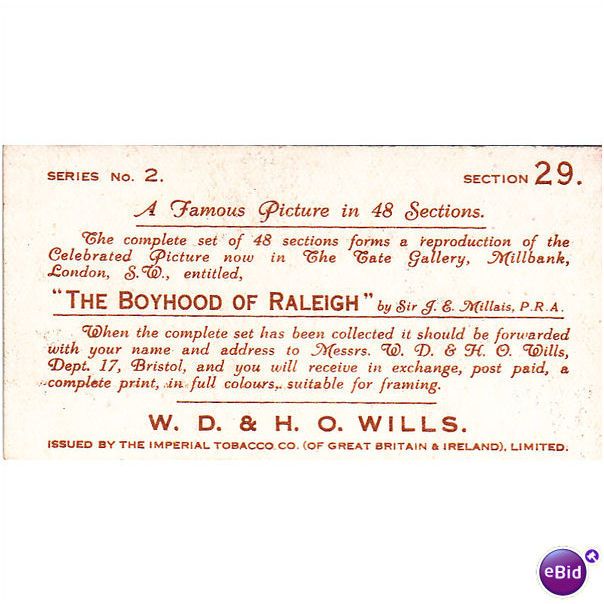 SERIES No. 2.
SECTION 29.
A Famous Picture in 48 Sections.
The complete set of 48 sections forms a reproduction of the
Celebrated Picture now in The Tate Gallery, Millbank,
London, S.W., entitled,
"THE BOYHOOD OF RALEIGH" by Sir J. E. Millais, P.R.A.
When the complete set has been collected it should be forwarded
with your name and address to Messrs. W. D. & H. O. Wills,
Dept. 17, Bristol, and you will receive in exchange, post paid, a
complete print, in full colours, suitable for framing.
W. D. & H. O. WILLS.
ISSUED BY THE IMPERIAL TOBACCO CO. (OF GREAT BRITAIN & IRELAND), LIMITED.
eBid